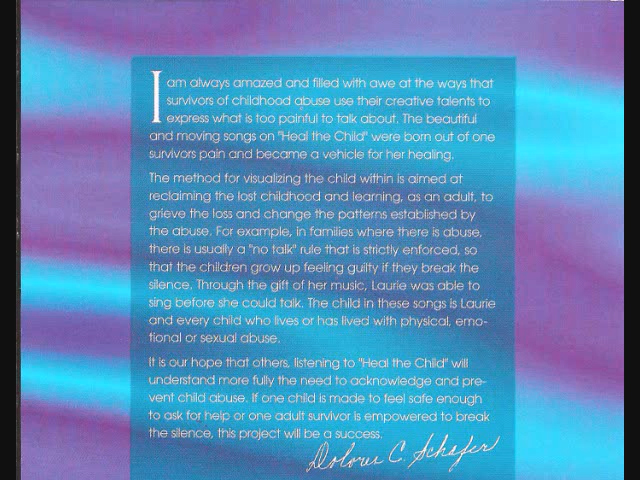 I am always amazed and filled with awe at the ways that
survivors of childhood abuse use their creative talents to
express what is too painful to talk about. The beautiful
and moving songs on "Heal the Child" were born out of one
survivors pain and became a vehicle for her healing.
The method for visualizing the child within is aimed at
reclaiming the lost childhood and learning, as an adult, to
grieve the loss and change the patterns established by
the abuse. For example, in families where there is abuse,
there is usually a "no talk" rule that is strictly enforced, so
that the children grow up feeling guilty if they break the
silence. Through the gift of her music, Laurie was able to
sing before she could talk. The child in these songs is Laurie
and every child who lives or has lived with physical, emo-
tional or sexual abuse.
It is our hope that others, listening to "Heal the Child" will
understand more fully the need to acknowledge and pre-
vent child abuse. If one child is made to feel safe enough
to ask for help or one adult survivor is empowered to break
the silence, this project will be a success.
Dolores C. Schafer